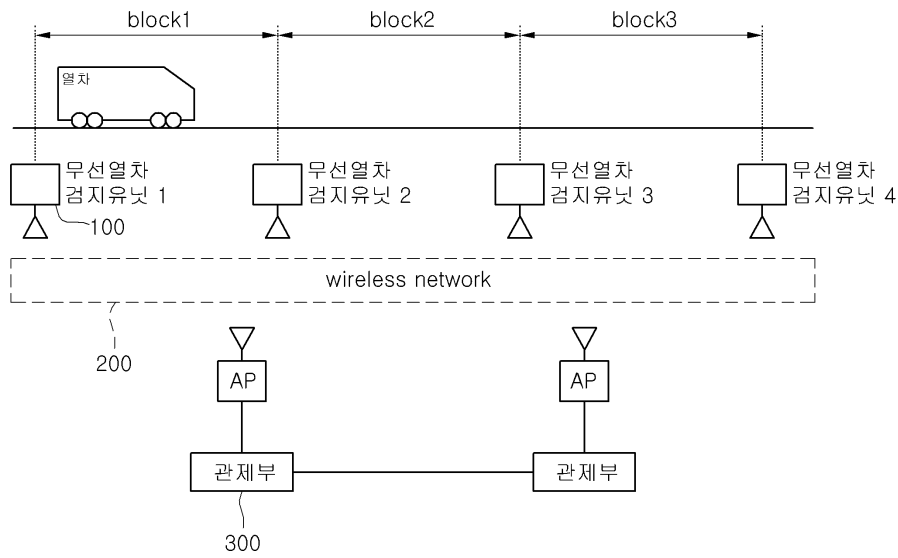 block1 block2 block3
열차
무선열차 무선열차 무선열차 무선열차
검지유닛 1 검지유닛 2 검지유닛 3 검지유닛 4
100
wireless network
200
AP AP
관제부 관제부
300